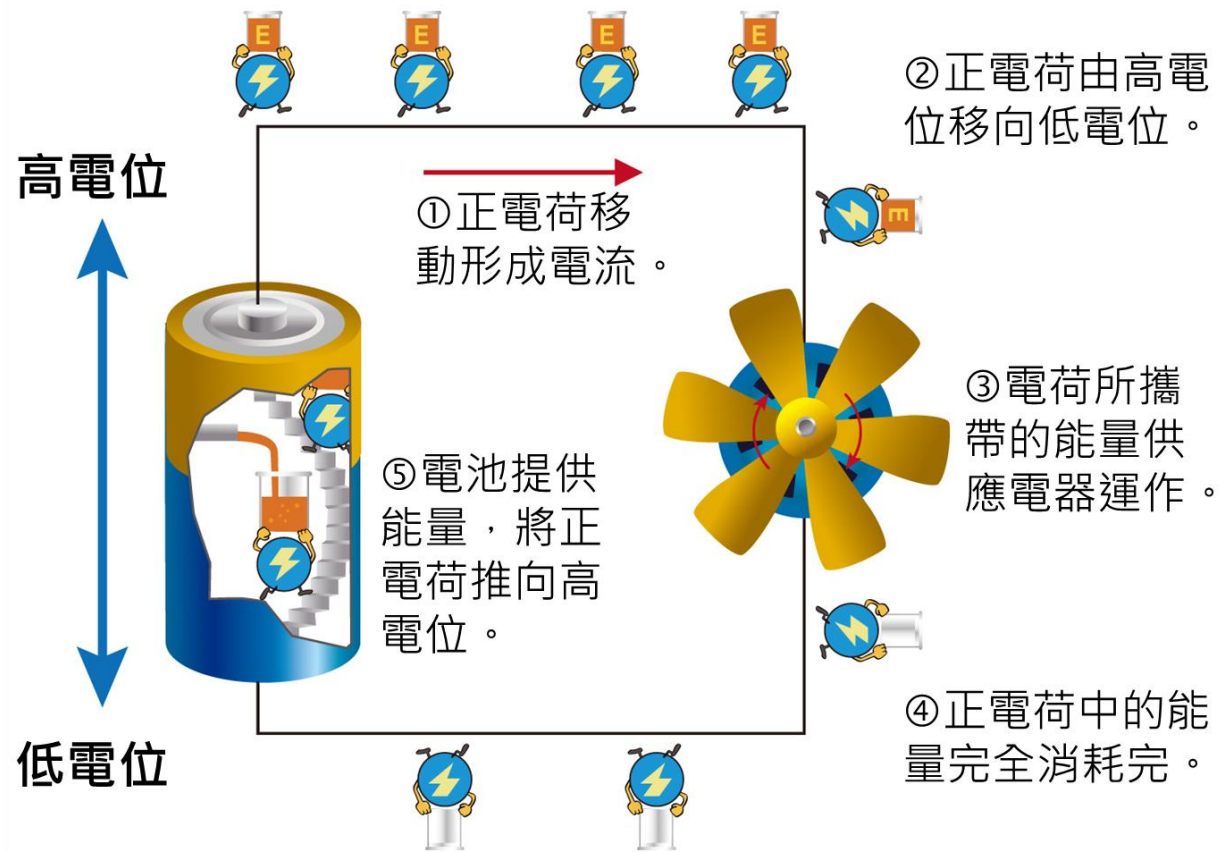 E
E
E
E
②正電荷由高電
位移向低電位。
高電位
①正電荷移
動形成電流。
E
③電荷所攜
帶的能量供
應電器運作。
⑤電池提供
能量，將正
電荷推向高
電位。
④正電荷中的能
量完全消耗完。
低電位